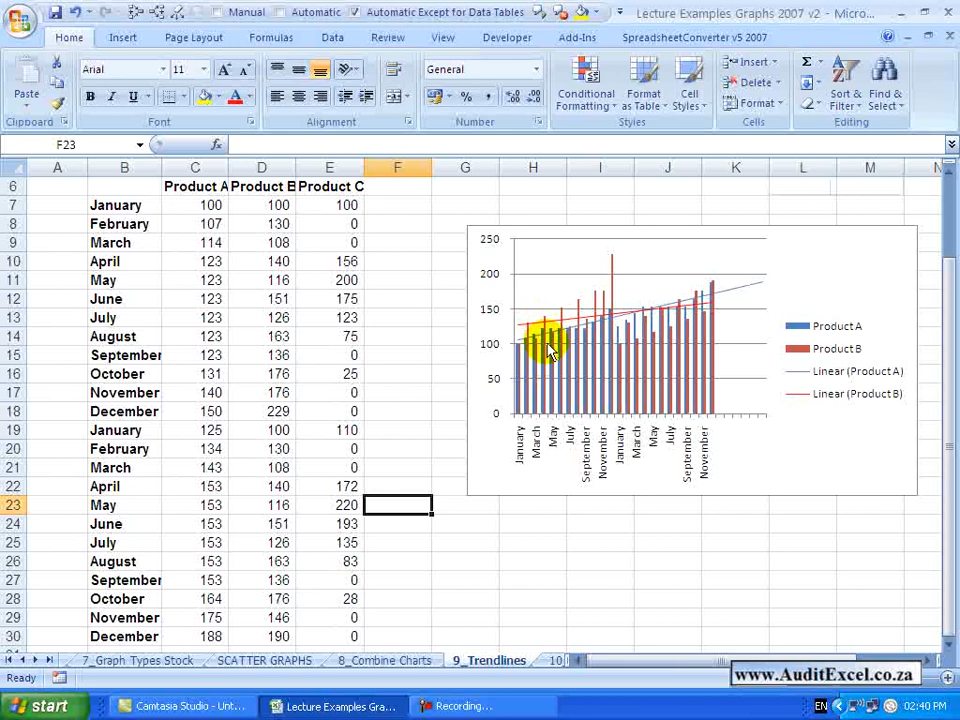 Manual Automatic Automatic Except for Data Tables Lecture Examples Graphs 2007 v2 - Micro...
Home Insert Page Layout Formulas Data Review View Developer Add-Ins SpreadsheetConverter v5 2007
Paste Arial 11 A A General Conditional Formatting Format as Table Cell Styles Insert Delete Format Σ Sort & Filter Find & Select
B I U A % ,
Clipboard Font Alignment Number Styles Cells Editing
F23 fx
A B C D E F G H I J K L M N
6 Product A Product B Product C
7 January 100 100 100
8 February 107 130 0
9 March 114 108 0
10 April 123 140 156
11 May 123 116 200
12 June 123 151 175
13 July 123 126 123
14 August 123 163 75
15 September 123 136 0
16 October 131 176 25
17 November 140 176 0
18 December 150 229 0
19 January 125 100 110
20 February 134 130 0
21 March 143 108 0
22 April 153 140 172
23 May 153 116 220
24 June 153 151 193
25 July 153 126 135
26 August 153 163 83
27 September 153 136 0
28 October 164 176 28
29 November 175 146 0
30 December 188 190 0
250
200
150
100
50
0
January March May July September November January March May July September November
Product A
Product B
Linear (Product A)
Linear (Product B)
7_Graph Types Stock SCATTER GRAPHS 8_Combine Charts 9_Trendlines 10
Ready
www.AuditExcel.co.za
start Camtasia Studio - Unt... Lecture Examples Gra... Recording... EN 02:40 PM